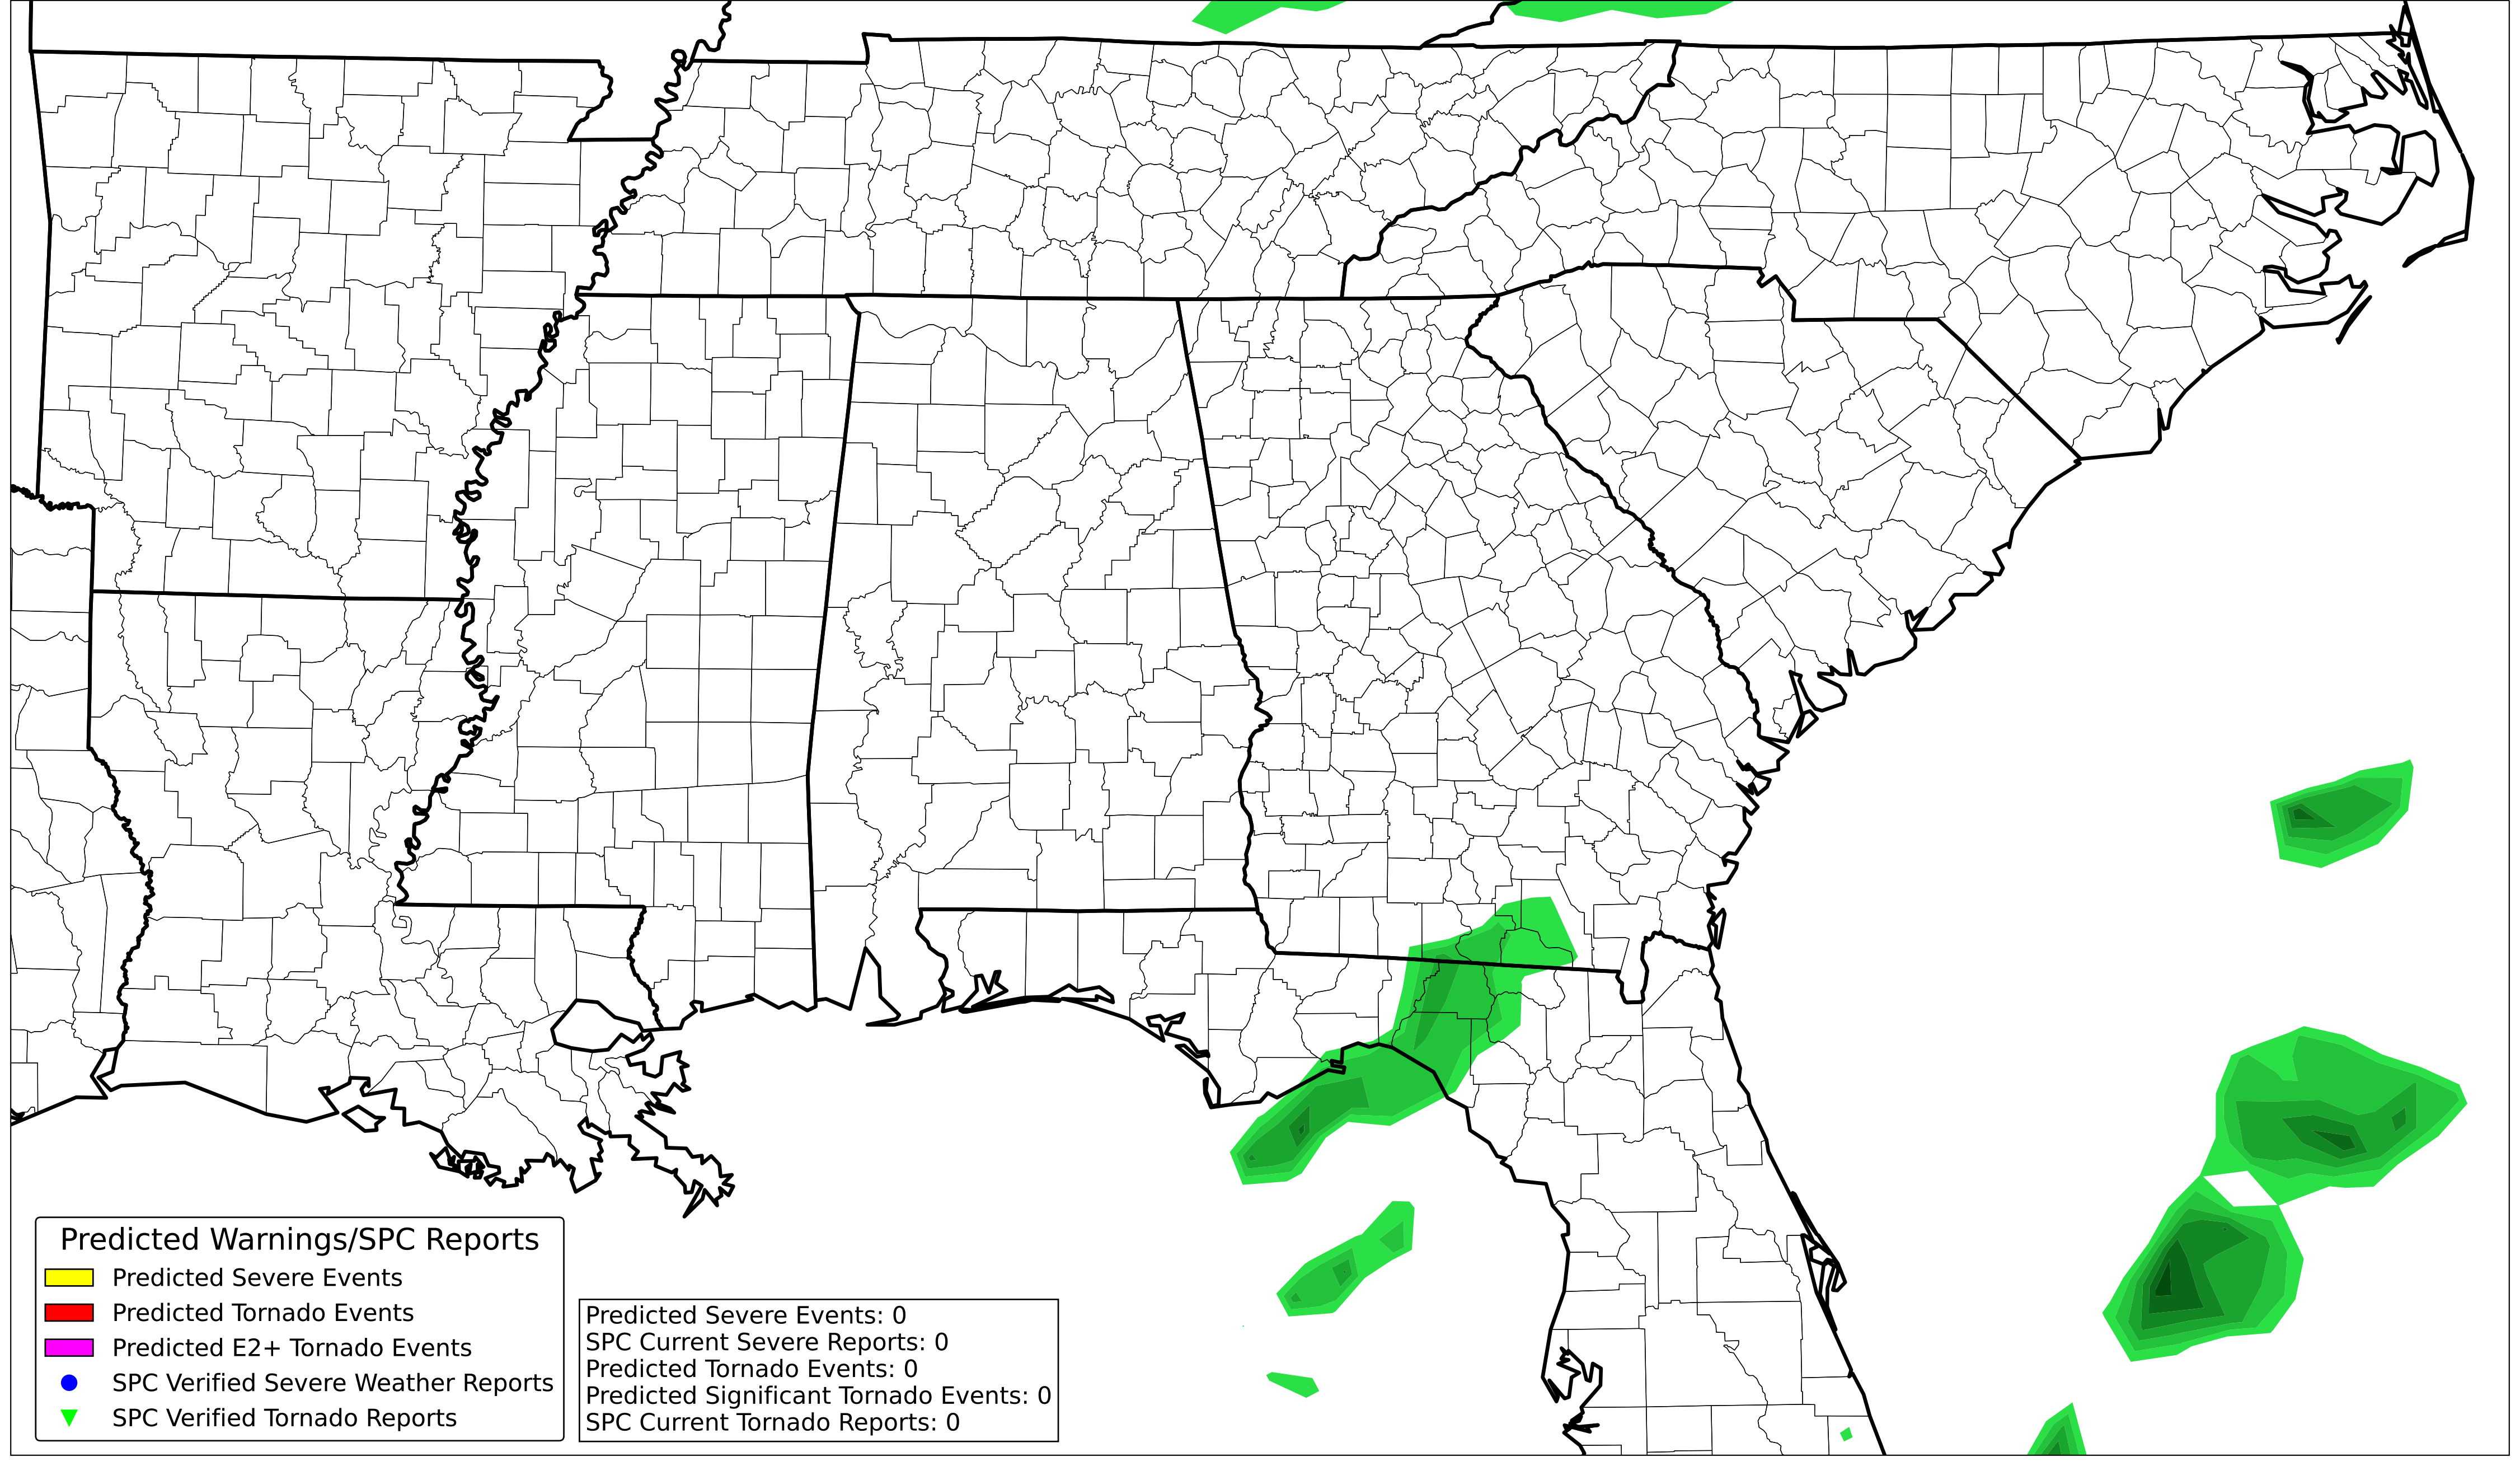 Predicted Warnings/SPC Reports
Predicted Severe Events
Predicted Tornado Events
Predicted E2+ Tornado Events
SPC Verified Severe Weather Reports
SPC Verified Tornado Reports
Predicted Severe Events: 0
SPC Current Severe Reports: 0
Predicted Tornado Events: 0
Predicted Significant Tornado Events: 0
SPC Current Tornado Reports: 0